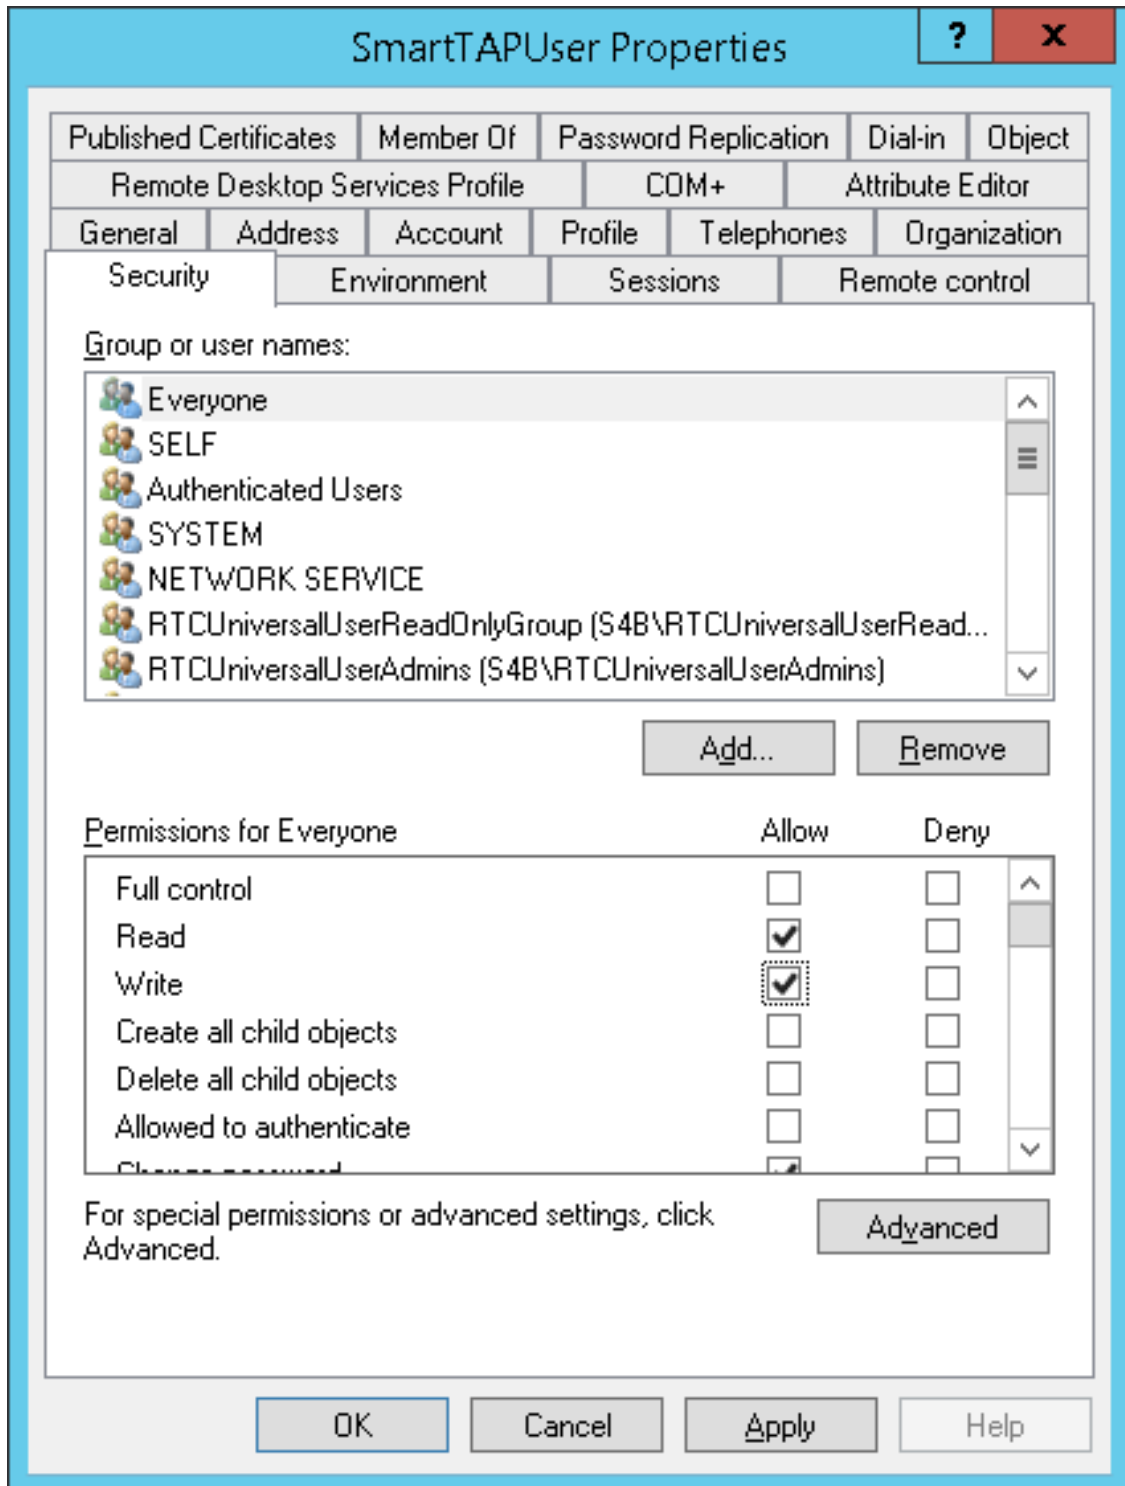 SmartTAPUser Properties
?
x
Published Certificates Member Of Password Replication Dial-in Object
Remote Desktop Services Profile COM+ Attribute Editor
General Address Account Profile Telephones Organization
Security Environment Sessions Remote control
Group or user names:
Everyone
SELF
Authenticated Users
SYSTEM
NETWORK SERVICE
RTCUniversalUserReadOnlyGroup (S4B\RTCUniversalUserRead...
RTCUniversalUserAdmins (S4B\RTCUniversalUserAdmins)
Add... Remove
Permissions for Everyone Allow Deny
Full control
Read
Write
Create all child objects
Delete all child objects
Allowed to authenticate
Change password
For special permissions or advanced settings, click
Advanced.
Advanced
OK Cancel Apply Help